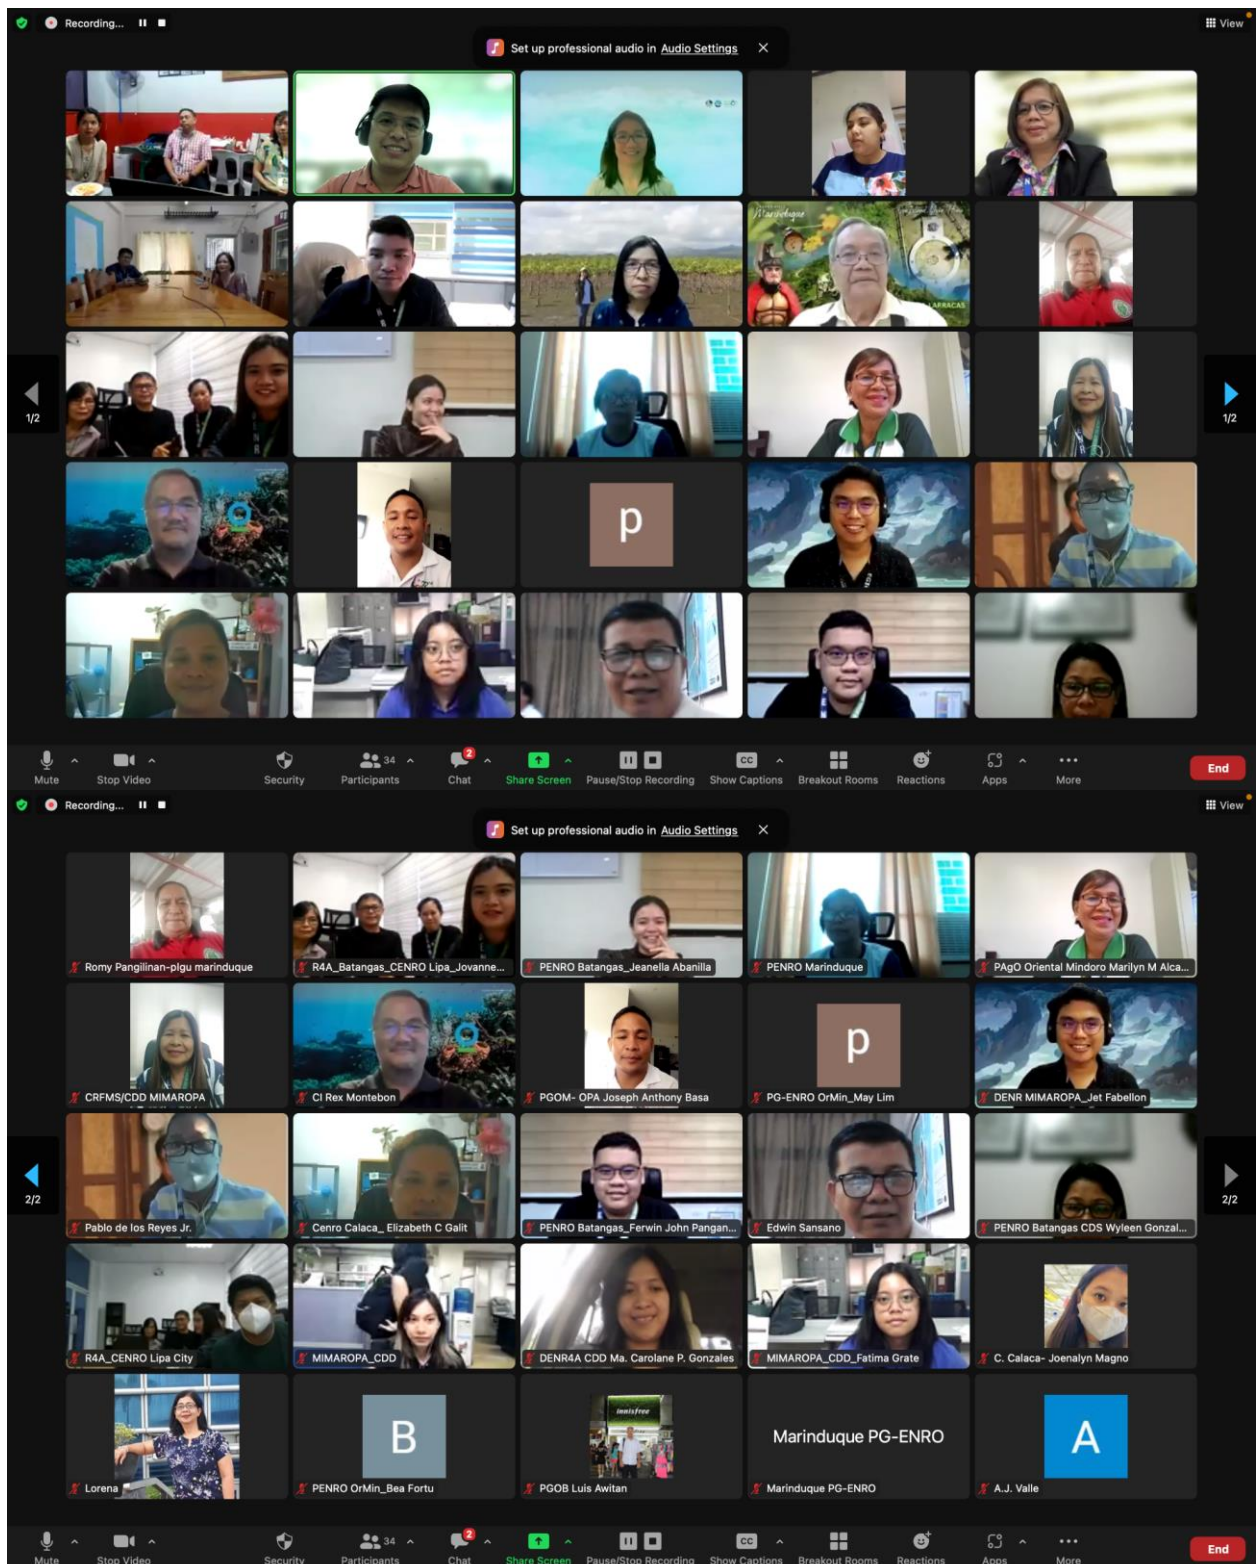 Recording...
View
Set up professional audio in Audio Settings
Marinduque
LARRACAS
1/2
1/2
p
Mute
Stop Video
Security
34
Participants
2
Chat
Share Screen
Pause/Stop Recording
CC
Show Captions
Breakout Rooms
Reactions
Apps
More
End
Recording...
View
Set up professional audio in Audio Settings
Romy Pangilinan-plgu marinduque
R4A_Batangas_CENRO Lipa_Jovanne...
PENRO Batangas_Jeanella Abanilla
PENRO Marinduque
PAgO Oriental Mindoro Marilyn M Alca...
p
CRFMS/CDD MIMAROPA
CI Rex Montebon
PGOM- OPA Joseph Anthony Basa
PG-ENRO OrMin_May Lim
DENR MIMAROPA_Jet Fabellon
2/2
2/2
Pablo de los Reyes Jr.
Cenro Calaca_ Elizabeth C Galit
PENRO Batangas_Ferwin John Pangan...
Edwin Sansano
PENRO Batangas CDS Wyleen Gonzal...
R4A_CENRO Lipa City
MIMAROPA_CDD
DENR4A CDD Ma. Carolane P. Gonzales
MIMAROPA_CDD_Fatima Grate
C. Calaca- Joenalyn Magno
innisfree
B
Marinduque PG-ENRO
A
Lorena
PENRO OrMin_Bea Fortu
PGOB Luis Awitan
Marinduque PG-ENRO
A.J. Valle
Mute
Stop Video
Security
34
Participants
2
Chat
Share Screen
Pause/Stop Recording
CC
Show Captions
Breakout Rooms
Reactions
Apps
More
End